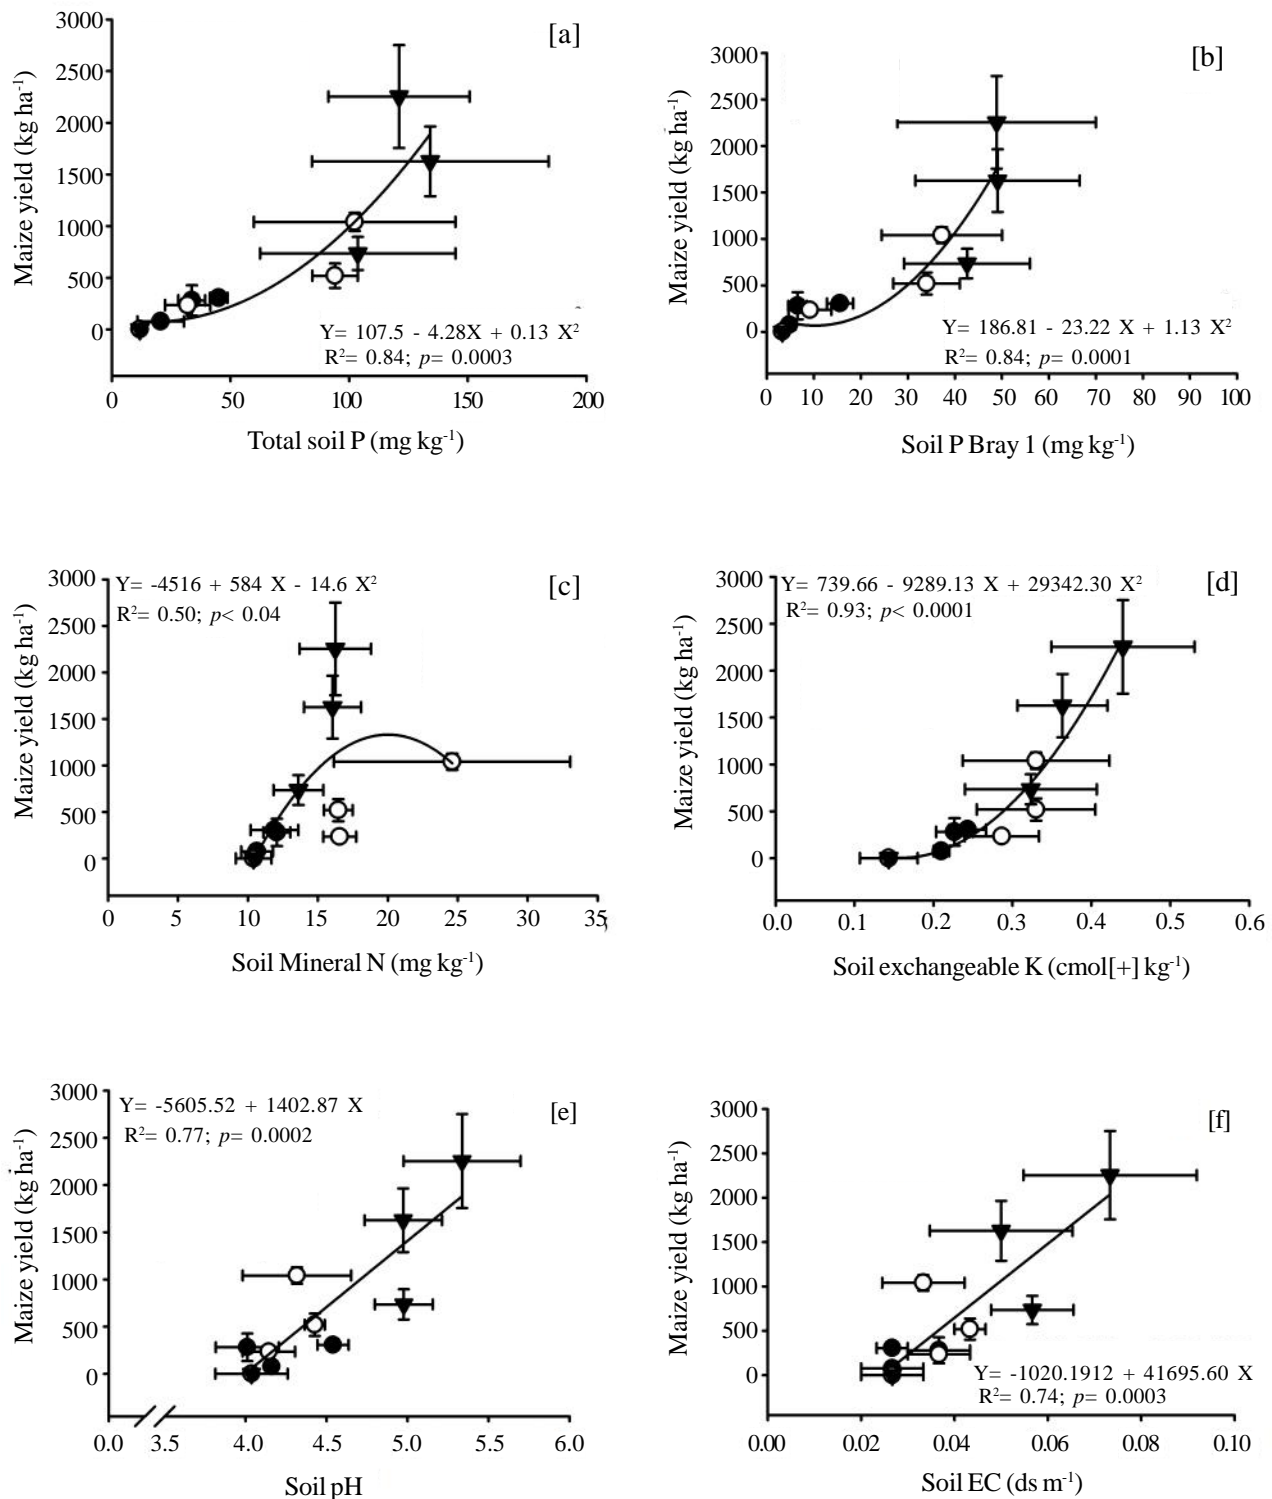 [a]
Maize yield (kg ha-1)
3000
2500
2000
1500
1000
500
0
Y= 107.5 - 4.28X + 0.13 X2
R2= 0.84; p= 0.0003
0 50 100 150 200
Total soil P (mg kg-1)
[b]
Maize yield (kg ha-1)
3000
2500
2000
1500
1000
500
0
Y= 186.81 - 23.22 X + 1.13 X2
R2= 0.84; p= 0.0001
0 10 20 30 40 50 60 70 80 90 100
Soil P Bray 1 (mg kg-1)
[c]
Y= -4516 + 584 X - 14.6 X2
R2= 0.50; p< 0.04
Maize yield (kg ha-1)
3000
2500
2000
1500
1000
500
0
0 5 10 15 20 25 30 35
Soil Mineral N (mg kg-1)
[d]
Y= 739.66 - 9289.13 X + 29342.30 X2
R2= 0.93; p< 0.0001
Maize yield (kg ha-1)
3000
2500
2000
1500
1000
500
0
0.0 0.1 0.2 0.3 0.4 0.5 0.6
Soil exchangeable K (cmol[+] kg-1)
[e]
Y= -5605.52 + 1402.87 X
R2= 0.77; p= 0.0002
Maize yield (kg ha-1)
3000
2500
2000
1500
1000
500
0
0.0 3.5 4.0 4.5 5.0 5.5 6.0
Soil pH
[f]
Maize yield (kg ha-1)
3000
2500
2000
1500
1000
500
0
Y= -1020.1912 + 41695.60 X
R2= 0.74; p= 0.0003
0.00 0.02 0.04 0.06 0.08 0.10
Soil EC (ds m-1)